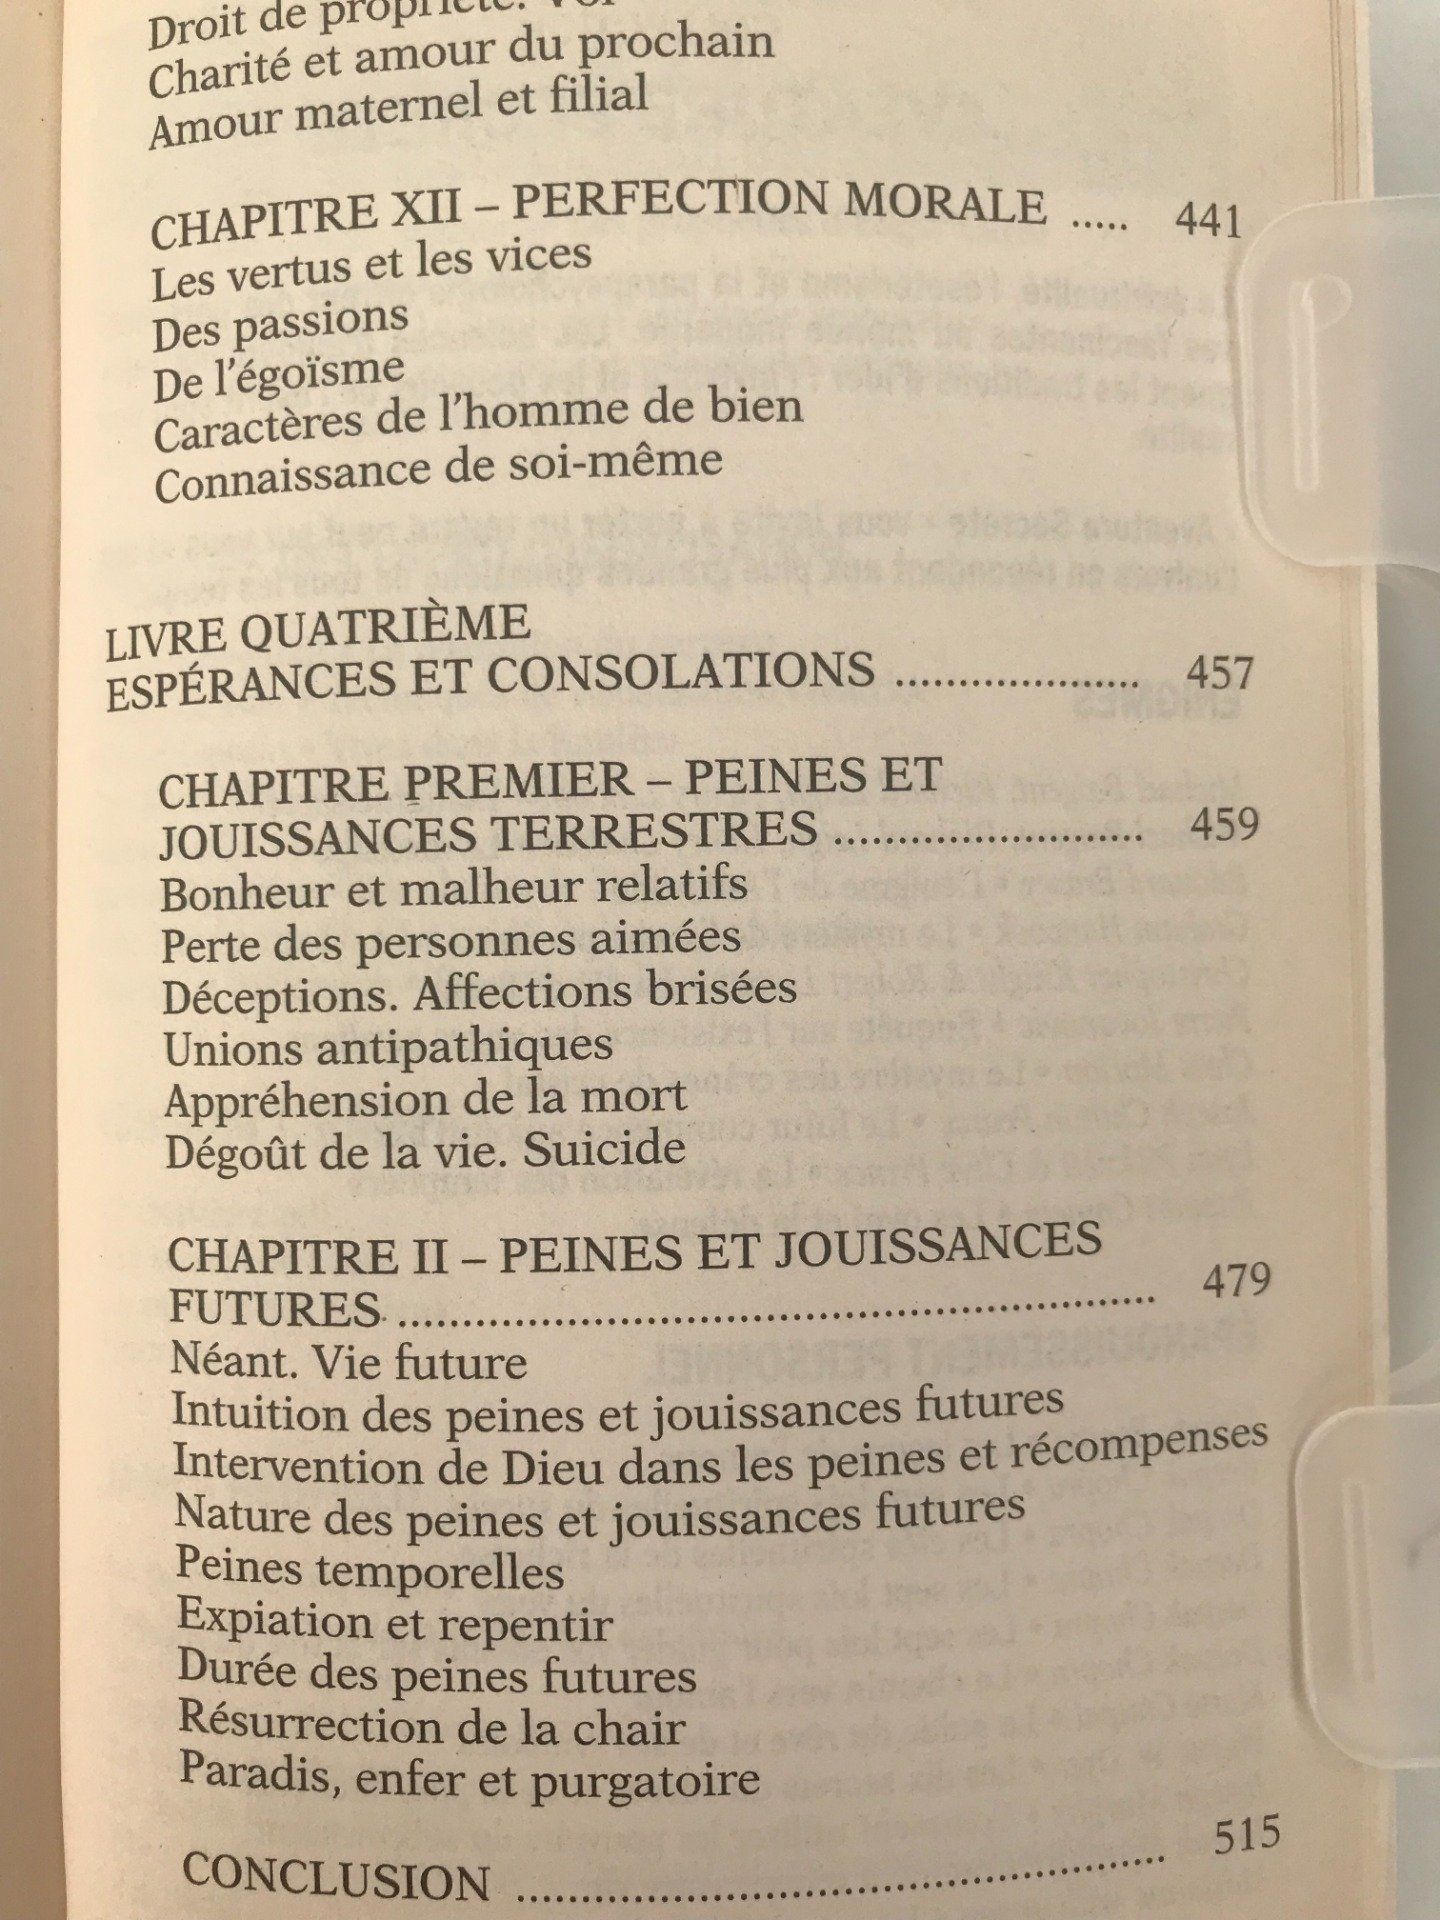 Droit de propriété. Vol
Charité et amour du prochain
Amour maternel et filial
CHAPITRE XII – PERFECTION MORALE ..... 441
Les vertus et les vices
Des passions
De l'égoïsme
Caractères de l'homme de bien
Connaissance de soi-même
LIVRE QUATRIÈME
ESPÉRANCES ET CONSOLATIONS ................... 457
CHAPITRE PREMIER – PEINES ET
JOUISSANCES TERRESTRES ........................ 459
Bonheur et malheur relatifs
Perte des personnes aimées
Déceptions. Affections brisées
Unions antipathiques
Appréhension de la mort
Dégoût de la vie. Suicide
CHAPITRE II – PEINES ET JOUISSANCES
FUTURES ............................................................ 479
Néant. Vie future
Intuition des peines et jouissances futures
Intervention de Dieu dans les peines et récompenses
Nature des peines et jouissances futures
Peines temporelles
Expiation et repentir
Durée des peines futures
Résurrection de la chair
Paradis, enfer et purgatoire
CONCLUSION .................................................. 515